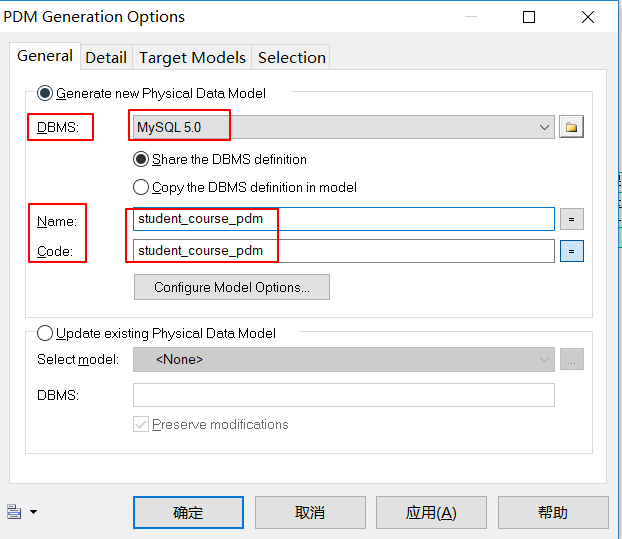 PDM Generation Options
General Detail Target Models Selection
Generate new Physical Data Model
DBMS: MySQL 5.0
Share the DBMS definition
Copy the DBMS definition in model
Name: student_course_pdm =
Code: student_course_pdm =
Configure Model Options...
Update existing Physical Data Model
Select model: <None> ...
DBMS:
Preserve modifications
确定 取消 应用(A) 帮助